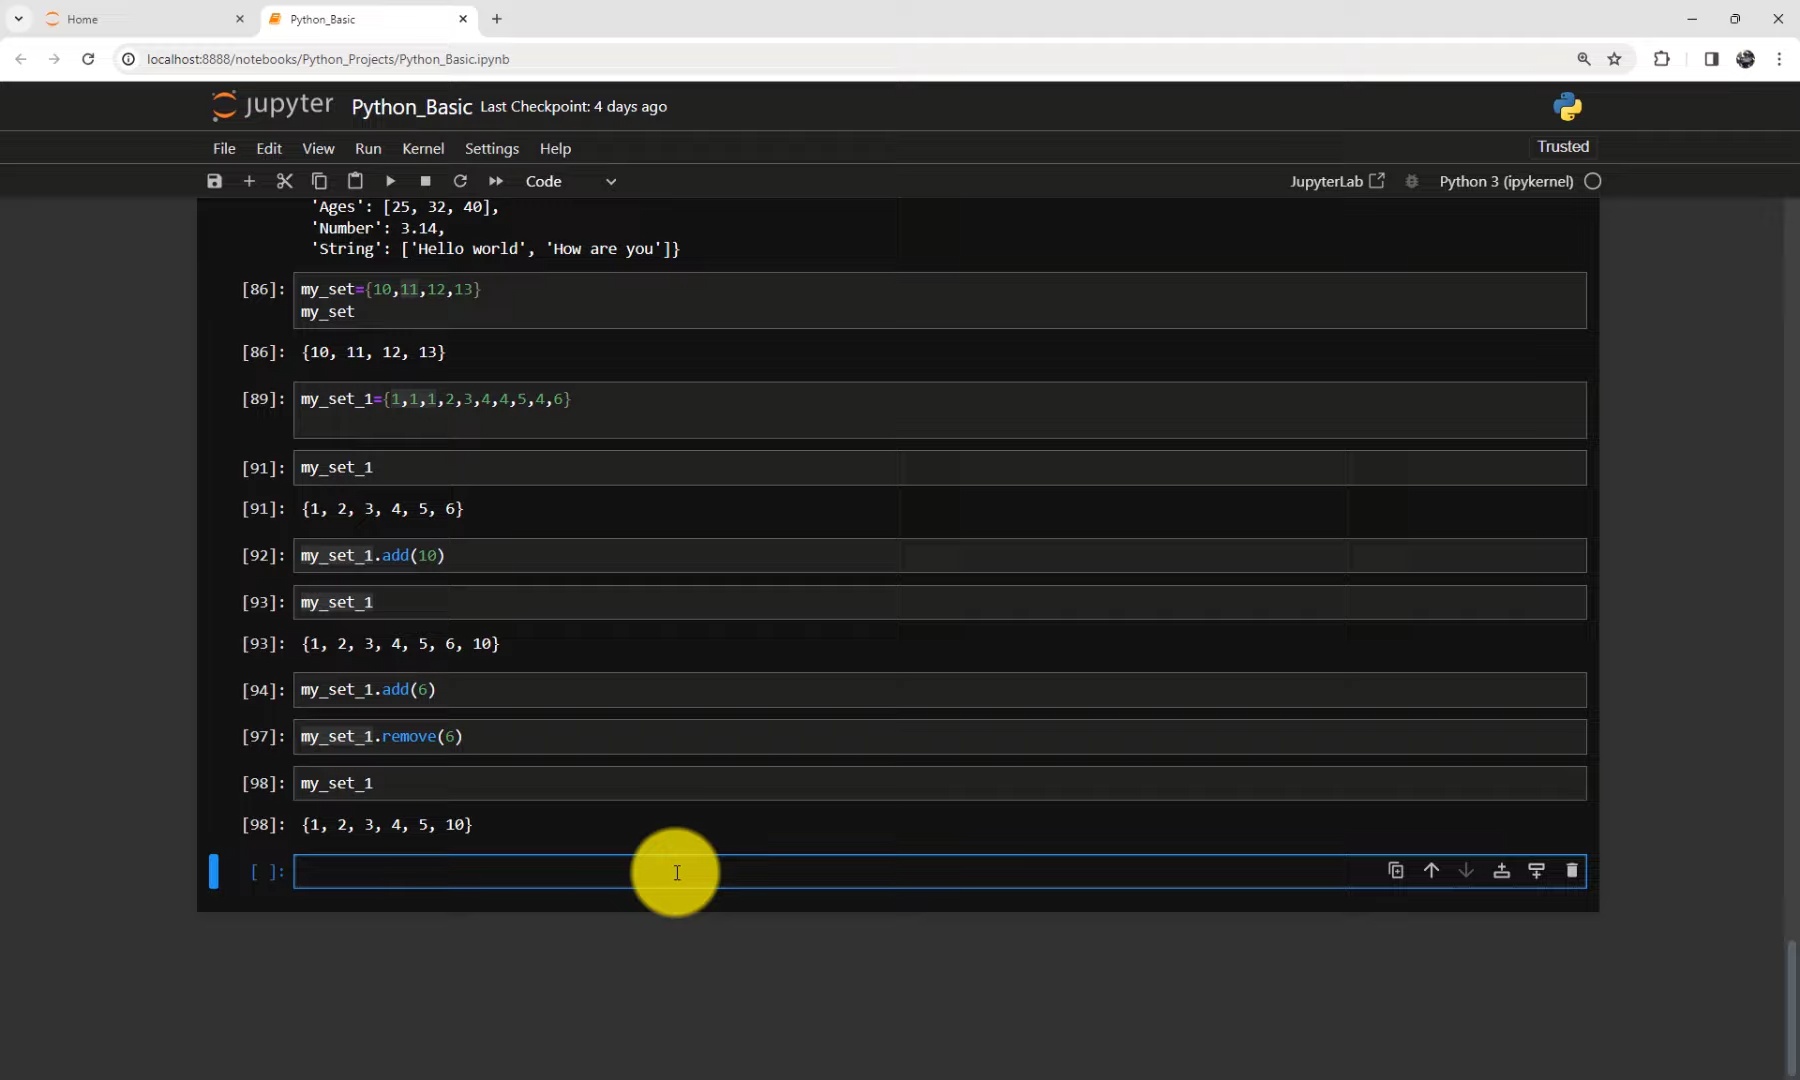 Home
Python_Basic
localhost:8888/notebooks/Python_Projects/Python_Basic.ipynb
jupyter Python_Basic Last Checkpoint: 4 days ago
File Edit View Run Kernel Settings Help
Trusted
Code
JupyterLab
Python 3 (ipykernel)
'Ages': [25, 32, 40],
'Number': 3.14,
'String': ['Hello world', 'How are you']}
[86]: my_set={10,11,12,13}
my_set
[86]: {10, 11, 12, 13}
[89]: my_set_1={1,1,1,2,3,4,4,5,4,6}
[91]: my_set_1
[91]: {1, 2, 3, 4, 5, 6}
[92]: my_set_1.add(10)
[93]: my_set_1
[93]: {1, 2, 3, 4, 5, 6, 10}
[94]: my_set_1.add(6)
[97]: my_set_1.remove(6)
[98]: my_set_1
[98]: {1, 2, 3, 4, 5, 10}
[ ]: